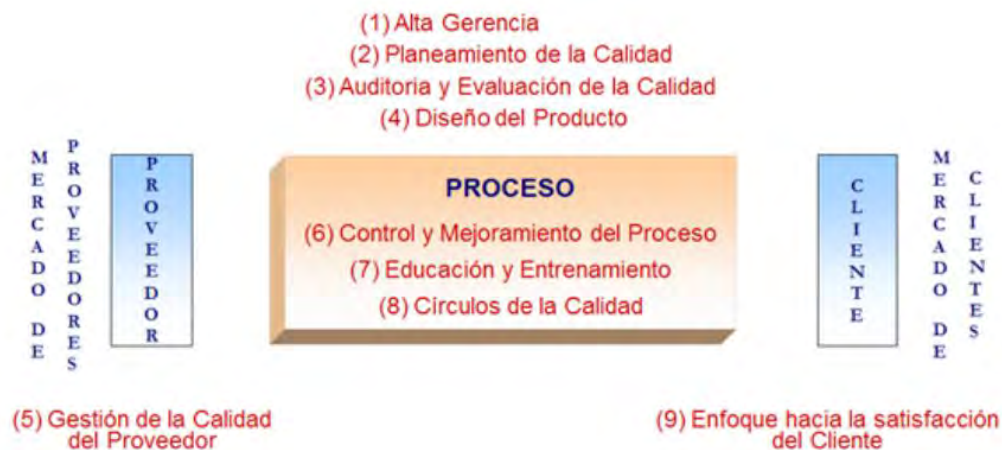 (1) Alta Gerencia
(2) Planeamiento de la Calidad
(3) Auditoria y Evaluación de la Calidad
(4) Diseño del Producto
MERCADO DE
PROVEEDORES
PROVEEDOR
PROCESO
(6) Control y Mejoramiento del Proceso
(7) Educación y Entrenamiento
(8) Círculos de la Calidad
CLIENTE
MERCADO DE
CLIENTES
(5) Gestión de la Calidad
del Proveedor
(9) Enfoque hacia la satisfacción
del Cliente